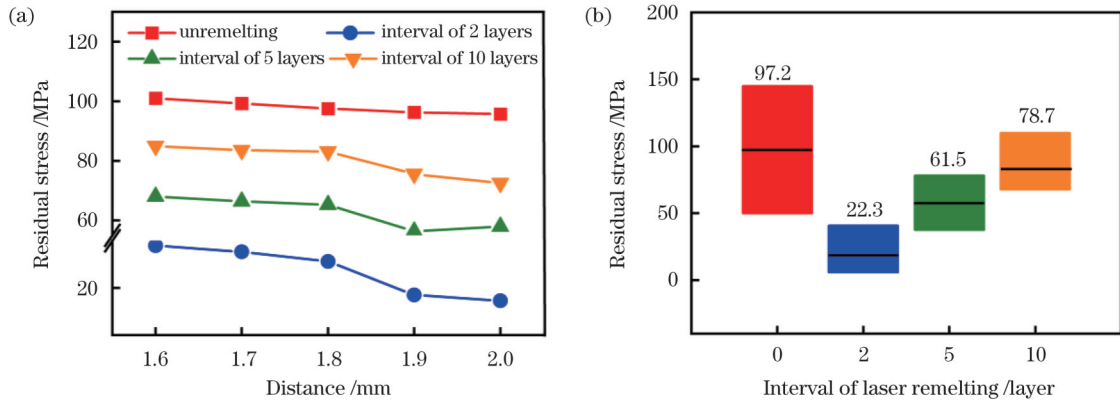 (a)
Residual stress /MPa
120
100
80
60
20
unremelting
interval of 2 layers
interval of 5 layers
interval of 10 layers
1.6 1.7 1.8 1.9 2.0
Distance /mm
(b)
Residual stress /MPa
200
150
100
50
0
97.2
22.3
61.5
78.7
0 2 5 10
Interval of laser remelting /layer